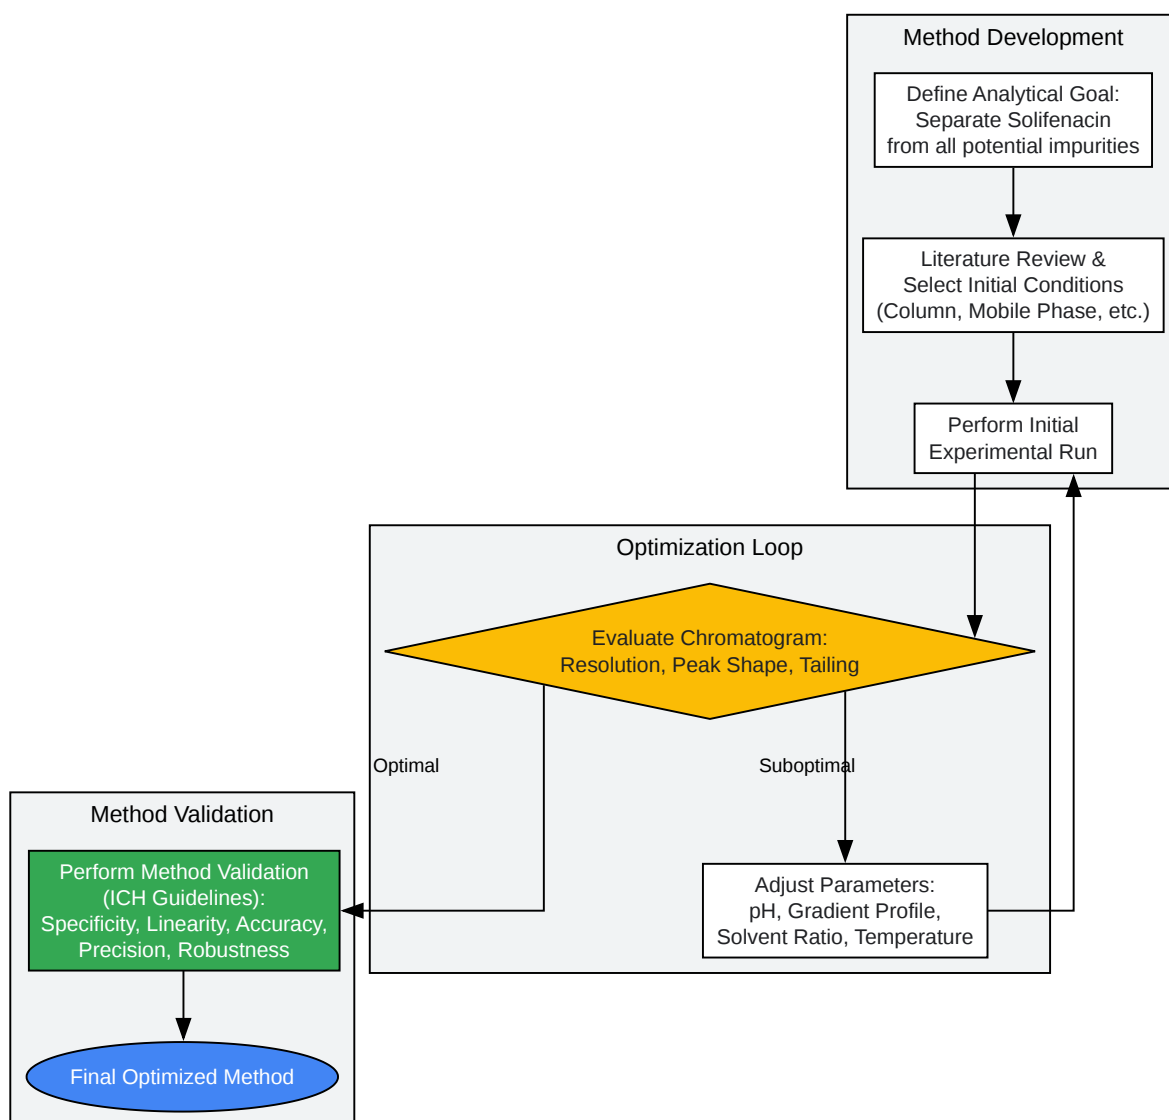 Method Development
Define Analytical Goal:
Separate Solifenacin
from all potential impurities
Literature Review &
Select Initial Conditions
(Column, Mobile Phase, etc.)
Perform Initial
Experimental Run
Optimization Loop
Evaluate Chromatogram:
Resolution, Peak Shape, Tailing
Optimal
Suboptimal
Adjust Parameters:
pH, Gradient Profile,
Solvent Ratio, Temperature
Method Validation
Perform Method Validation
(ICH Guidelines):
Specificity, Linearity, Accuracy,
Precision, Robustness
Final Optimized Method